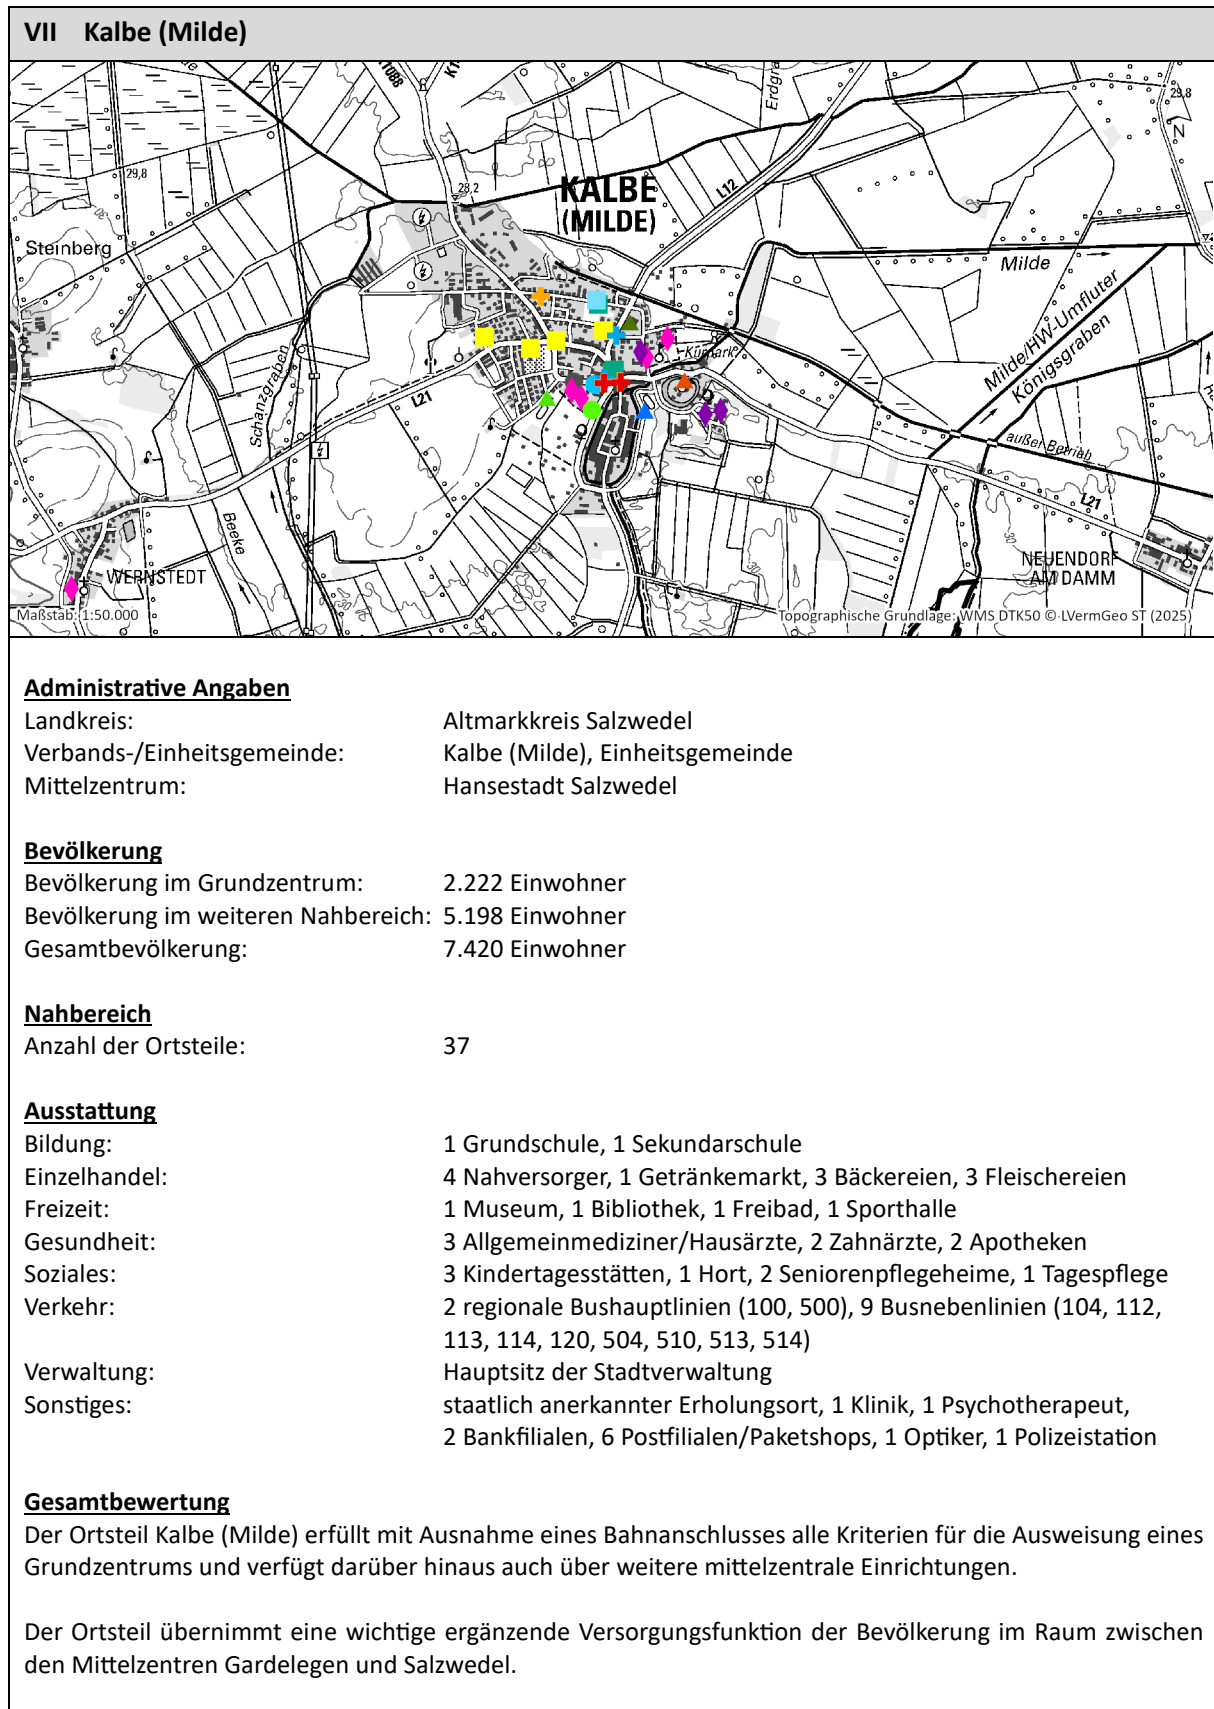 VII Kalbe (Milde)
29,8
29,8
N
28,2
KALBE
(MILDE)
L12
Steinberg
Milde
Milde/HW-Umfluter
Königsgraben
Schanzgraben
L21
außer Betrieb
L21
Beeke
WERNSTEDT
NEUENDORF
AM DAMM
Maßstab: 1:50.000
Topographische Grundlage: WMS DTK50 © LVermGeo ST (2025)
Administrative Angaben
Landkreis: Altmarkkreis Salzwedel
Verbands-/Einheitsgemeinde: Kalbe (Milde), Einheitsgemeinde
Mittelzentrum: Hansestadt Salzwedel
Bevölkerung
Bevölkerung im Grundzentrum: 2.222 Einwohner
Bevölkerung im weiteren Nahbereich: 5.198 Einwohner
Gesamtbevölkerung: 7.420 Einwohner
Nahbereich
Anzahl der Ortsteile: 37
Ausstattung
Bildung: 1 Grundschule, 1 Sekundarschule
Einzelhandel: 4 Nahversorger, 1 Getränkemarkt, 3 Bäckereien, 3 Fleischereien
Freizeit: 1 Museum, 1 Bibliothek, 1 Freibad, 1 Sporthalle
Gesundheit: 3 Allgemeinmediziner/Hausärzte, 2 Zahnärzte, 2 Apotheken
Soziales: 3 Kindertagesstätten, 1 Hort, 2 Seniorenpflegeheime, 1 Tagespflege
Verkehr: 2 regionale Bushauptlinien (100, 500), 9 Busnebenlinien (104, 112,
113, 114, 120, 504, 510, 513, 514)
Verwaltung: Hauptsitz der Stadtverwaltung
Sonstiges: staatlich anerkannter Erholungsort, 1 Klinik, 1 Psychotherapeut,
2 Bankfilialen, 6 Postfilialen/Paketshops, 1 Optiker, 1 Polizeistation
Gesamtbewertung
Der Ortsteil Kalbe (Milde) erfüllt mit Ausnahme eines Bahnanschlusses alle Kriterien für die Ausweisung eines
Grundzentrums und verfügt darüber hinaus auch über weitere mittelzentrale Einrichtungen.
Der Ortsteil übernimmt eine wichtige ergänzende Versorgungsfunktion der Bevölkerung im Raum zwischen
den Mittelzentren Gardelegen und Salzwedel.